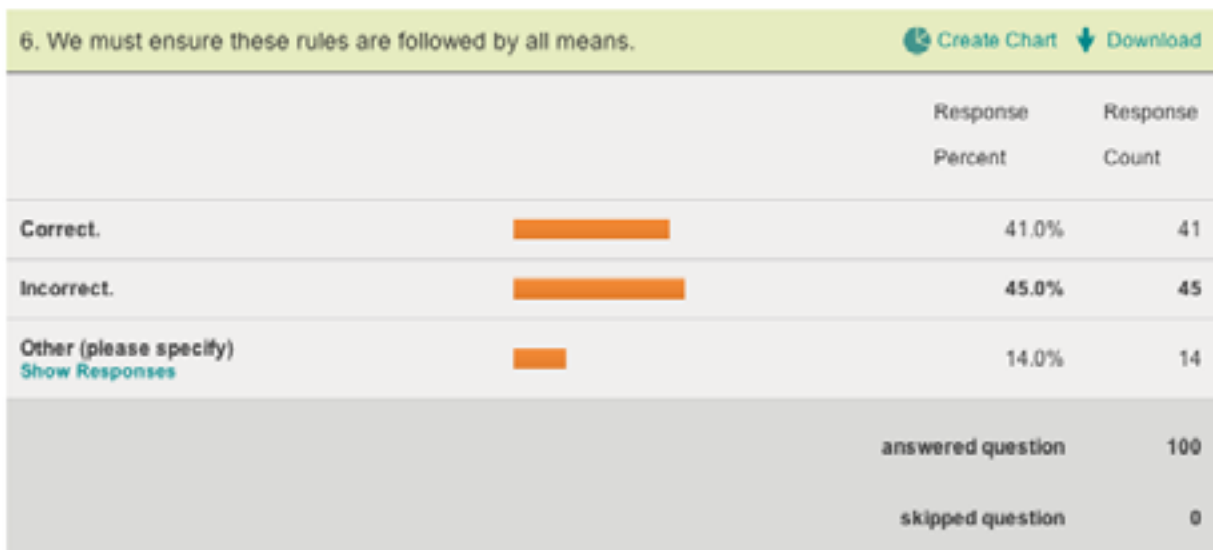 6. We must ensure these rules are followed by all means. Create Chart Download
Response Response
Percent Count
Correct. 41.0% 41
Incorrect. 45.0% 45
Other (please specify) 14.0% 14
Show Responses
answered question 100
skipped question 0